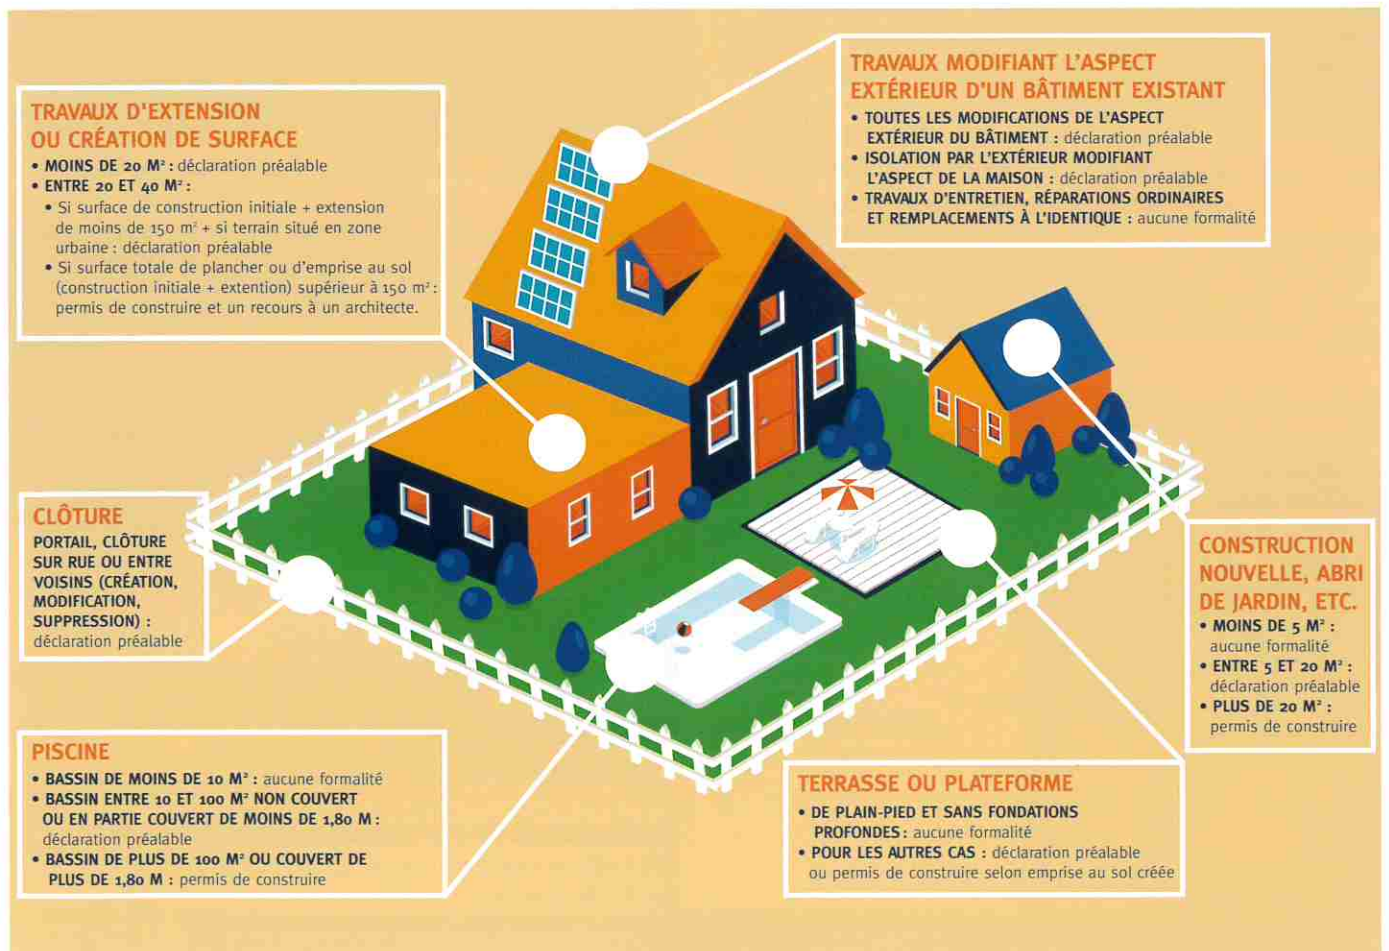 TRAVAUX D'EXTENSION
OU CRÉATION DE SURFACE
• MOINS DE 20 M² : déclaration préalable
• ENTRE 20 ET 40 M² :
• Si surface de construction initiale + extension
de moins de 150 m² + si terrain situé en zone
urbaine : déclaration préalable
• Si surface totale de plancher ou d'emprise au sol
(construction initiale + extention) supérieur à 150 m² :
permis de construire et un recours à un architecte.
TRAVAUX MODIFIANT L'ASPECT
EXTÉRIEUR D'UN BÂTIMENT EXISTANT
• TOUTES LES MODIFICATIONS DE L'ASPECT
EXTÉRIEUR DU BÂTIMENT : déclaration préalable
• ISOLATION PAR L'EXTÉRIEUR MODIFIANT
L'ASPECT DE LA MAISON : déclaration préalable
• TRAVAUX D'ENTRETIEN, RÉPARATIONS ORDINAIRES
ET REMPLACEMENTS À L'IDENTIQUE : aucune formalité
CLÔTURE
PORTAIL, CLÔTURE
SUR RUE OU ENTRE
VOISINS (CRÉATION,
MODIFICATION,
SUPPRESSION) :
déclaration préalable
CONSTRUCTION
NOUVELLE, ABRI
DE JARDIN, ETC.
• MOINS DE 5 M² :
aucune formalité
• ENTRE 5 ET 20 M² :
déclaration préalable
• PLUS DE 20 M² :
permis de construire
PISCINE
• BASSIN DE MOINS DE 10 M² : aucune formalité
• BASSIN ENTRE 10 ET 100 M² NON COUVERT
OU EN PARTIE COUVERT DE MOINS DE 1,80 M :
déclaration préalable
• BASSIN DE PLUS DE 100 M² OU COUVERT DE
PLUS DE 1,80 M : permis de construire
TERRASSE OU PLATEFORME
• DE PLAIN-PIED ET SANS FONDATIONS
PROFONDES : aucune formalité
• POUR LES AUTRES CAS : déclaration préalable
ou permis de construire selon emprise au sol créée